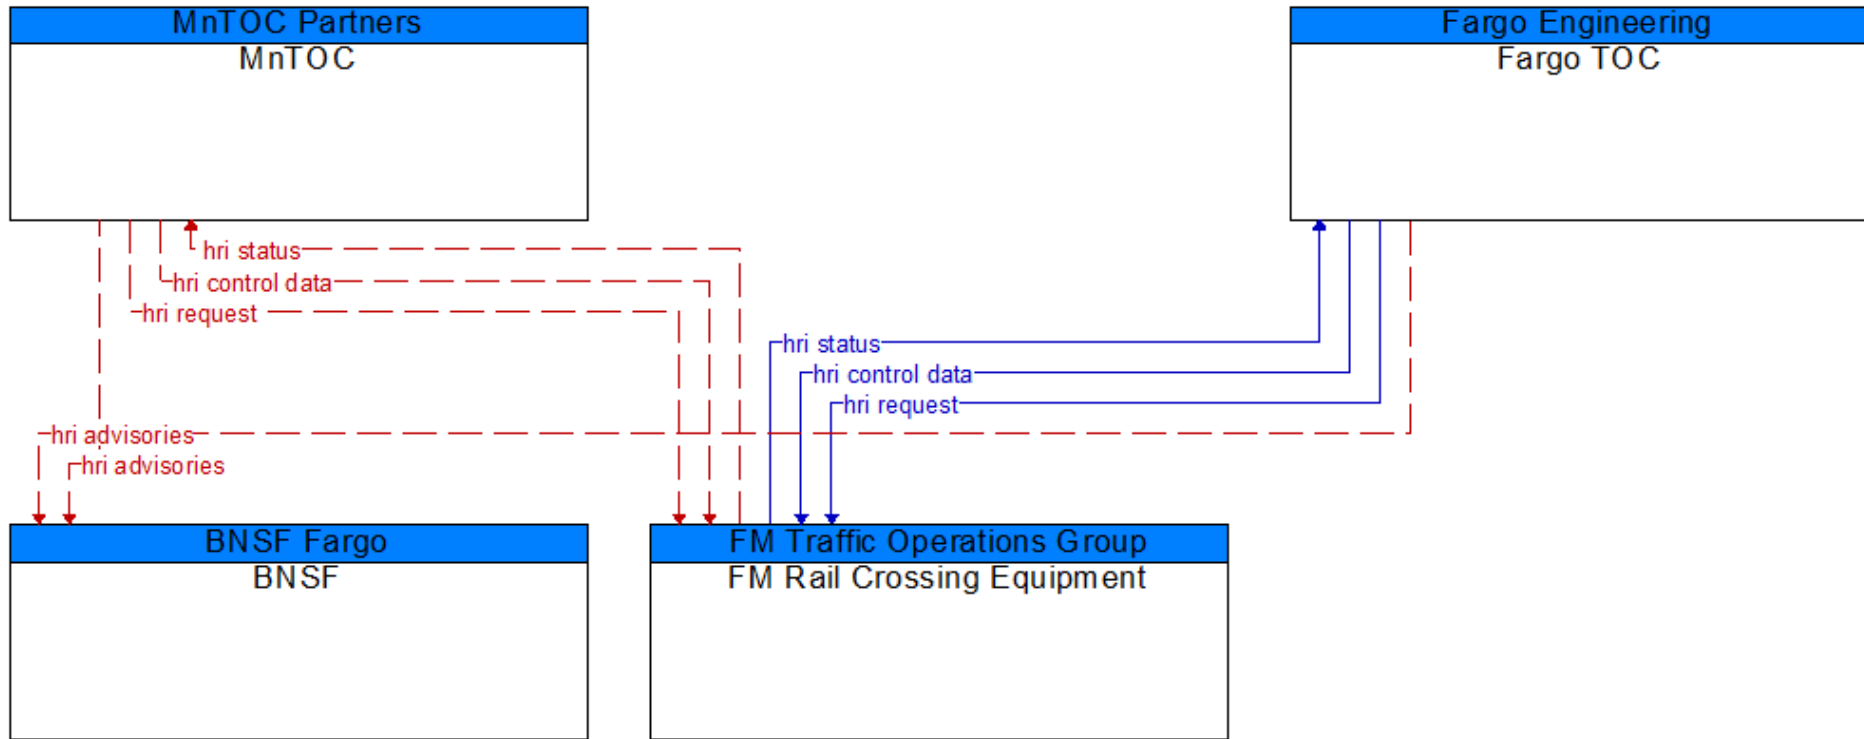 MnTOC Partners
MnTOC
Fargo Engineering
Fargo TOC
hri status
hri control data
hri request
hri status
hri control data
hri request
hri advisories
hri advisories
BNSF Fargo
BNSF
FM Traffic Operations Group
FM Rail Crossing Equipment